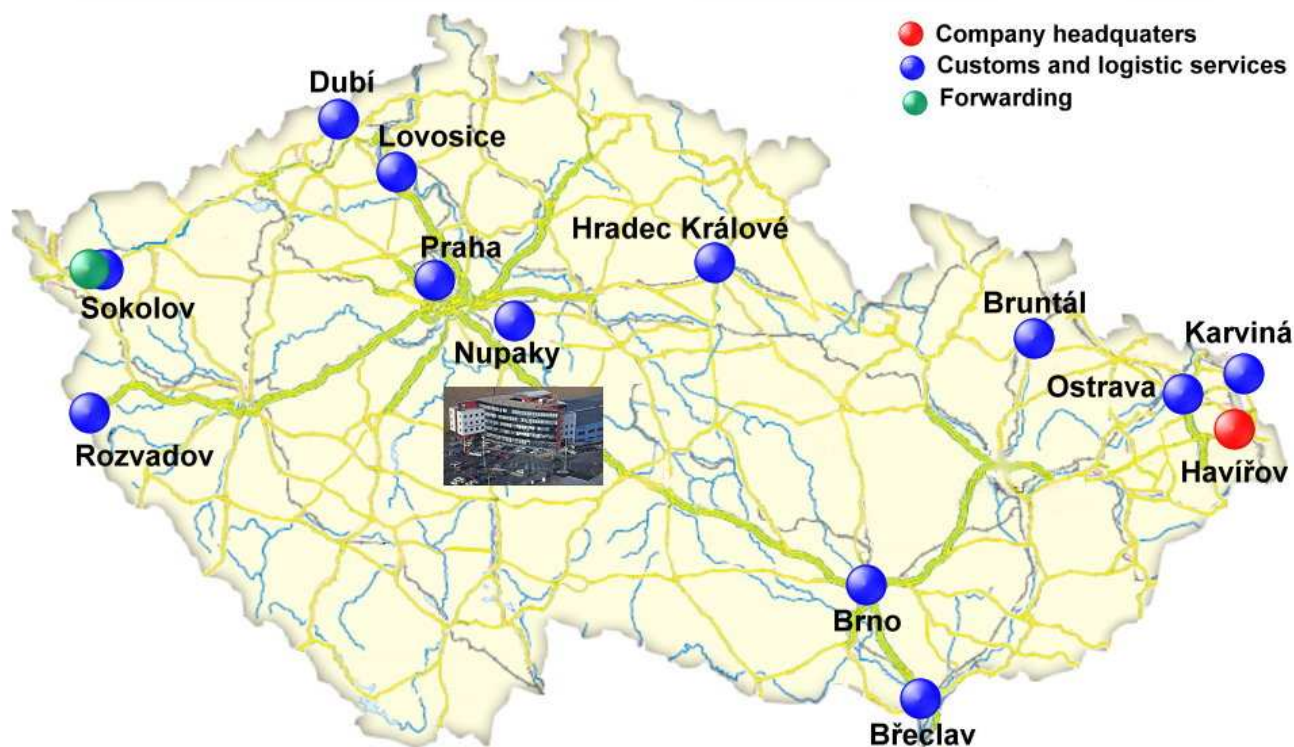 Company headquaters
Customs and logistic services
Forwarding
Dubí
Lovosice
Praha
Hradec Králové
Sokolov
Nupaky
Bruntál
Karviná
Ostrava
Rozvadov
Havířov
Brno
Břeclav